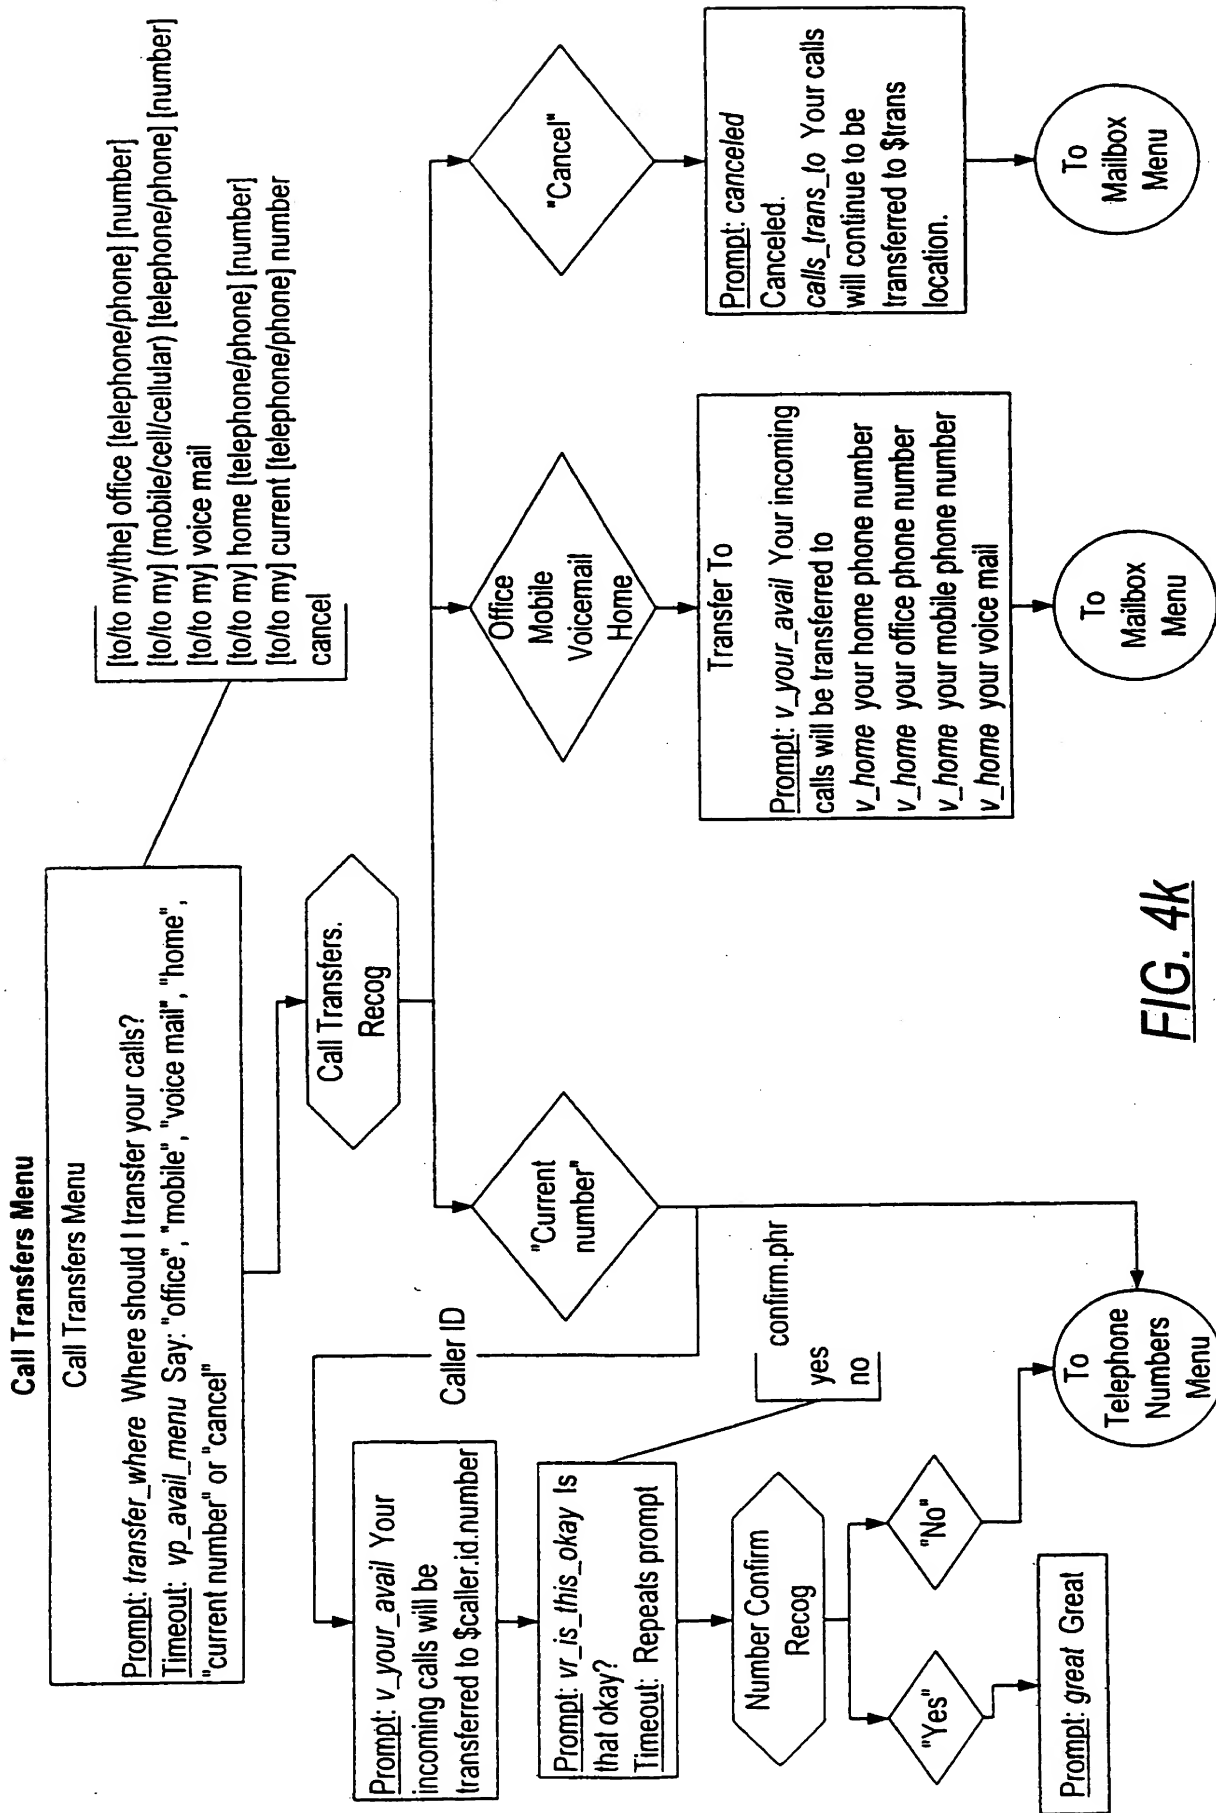 Call Transfers Menu
Call Transfers Menu
Prompt: transfer_where Where should I transfer your calls?
Timeout: vp_avail_menu Say: "office", "mobile", "voice mail", "home",
"current number" or "cancel"
[to/to my/the] office [telephone/phone] [number]
[to/to my] (mobile/cell/cellular) [telephone/phone] [number]
[to/to my] voice mail
[to/to my] home [telephone/phone] [number]
[to/to my] current [telephone/phone] number
cancel
Call Transfers.
Recog
"Current
number"
Office
Mobile
Voicemail
Home
"Cancel"
Caller ID
Prompt: v_your_avail Your
incoming calls will be
transferred to $caller.id.number
Prompt: vr_is_this_okay Is
that okay?
Timeout: Repeats prompt
confirm.phr
yes
no
Number Confirm
Recog
"Yes"
"No"
Prompt: great Great
To
Telephone
Numbers
Menu
Transfer To
Prompt: v_your_avail Your incoming
calls will be transferred to
v_home your home phone number
v_home your office phone number
v_home your mobile phone number
v_home your voice mail
To
Mailbox
Menu
Prompt: canceled
Canceled.
calls_trans_to Your calls
will continue to be
transferred to $trans
location.
To
Mailbox
Menu
FIG. 4k